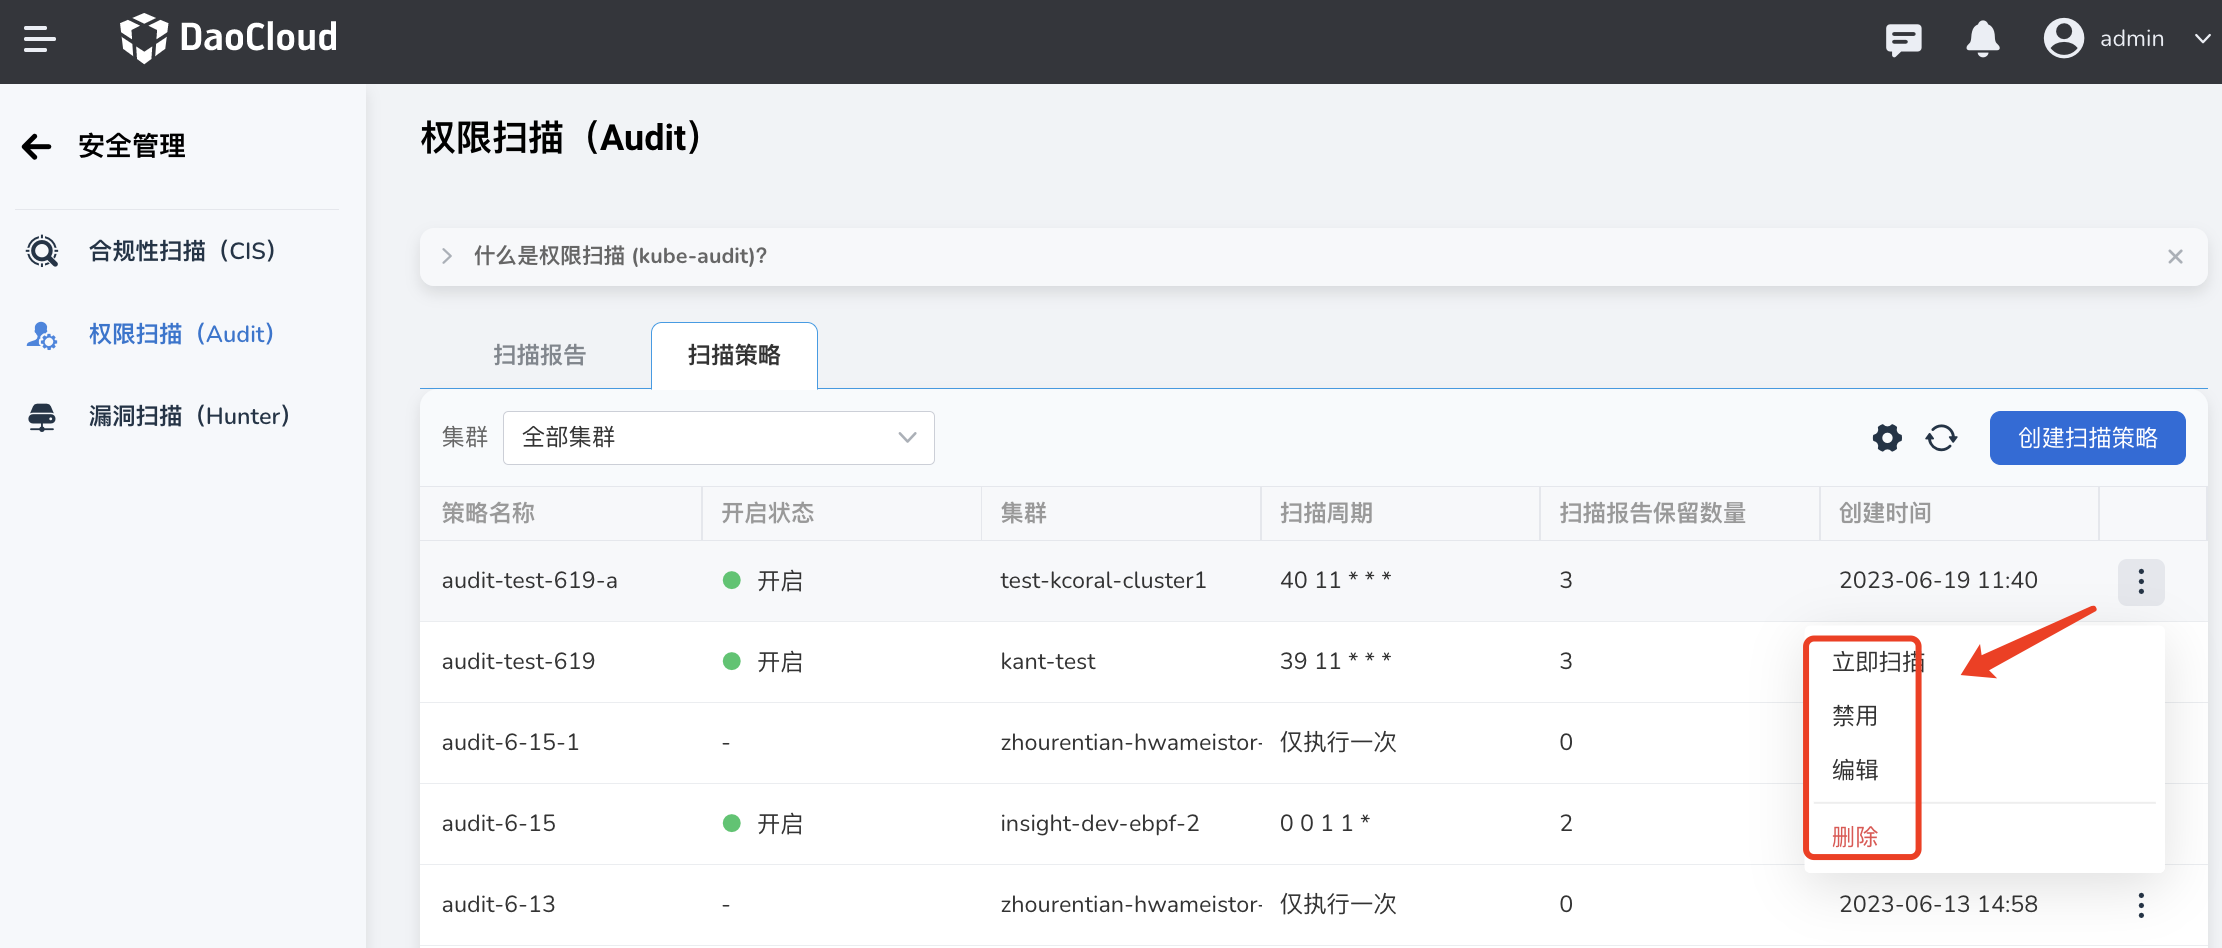 DaoCloud
admin
安全管理
合规性扫描（CIS）
权限扫描（Audit）
漏洞扫描（Hunter）
权限扫描（Audit）
什么是权限扫描 (kube-audit)?
扫描报告
扫描策略
集群
全部集群
创建扫描策略
策略名称 开启状态 集群 扫描周期 扫描报告保留数量 创建时间
audit-test-619-a 开启 test-kcoral-cluster1 40 11 * * * 3 2023-06-19 11:40
audit-test-619 开启 kant-test 39 11 * * * 3
audit-6-15-1 - zhourentian-hwameistor- 仅执行一次 0
audit-6-15 开启 insight-dev-ebpf-2 0 0 1 1 * 2
audit-6-13 - zhourentian-hwameistor- 仅执行一次 0 2023-06-13 14:58
立即扫描
禁用
编辑
删除